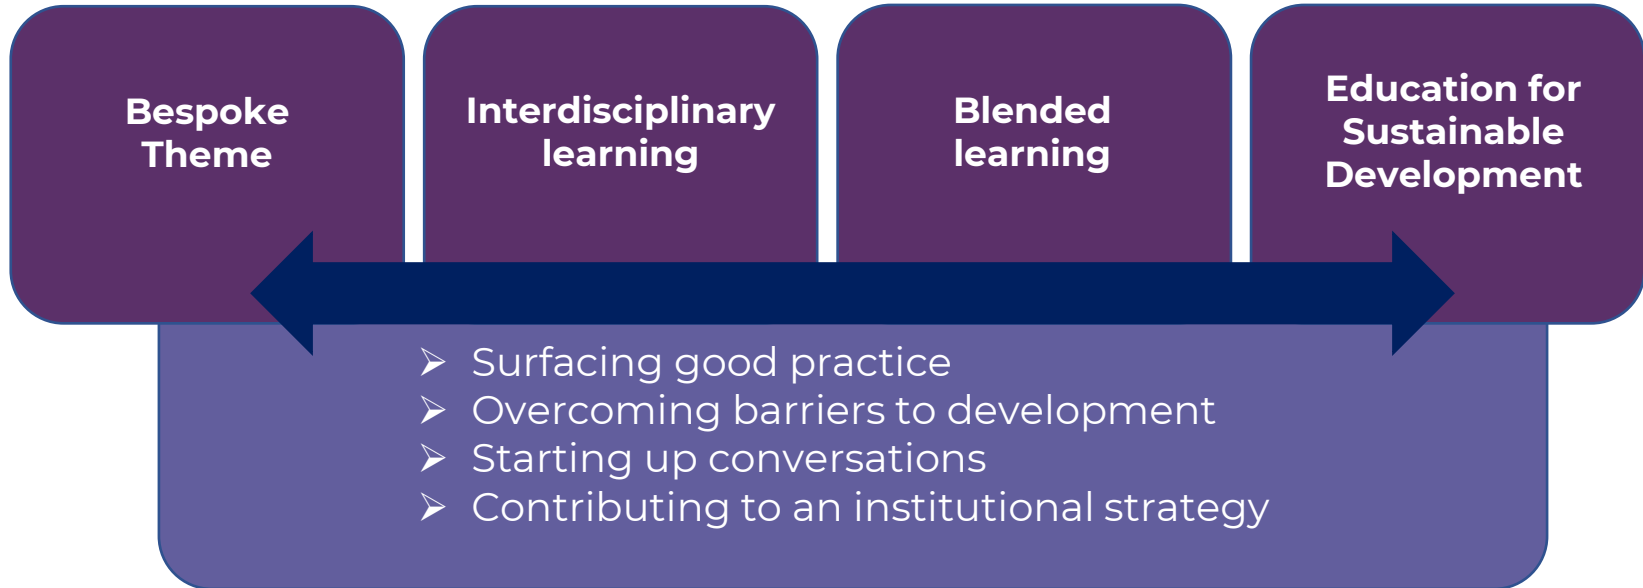 Bespoke
Theme
Interdisciplinary
learning
Blended
learning
Education for
Sustainable
Development
➢ Surfacing good practice
➢ Overcoming barriers to development
➢ Starting up conversations
➢ Contributing to an institutional strategy